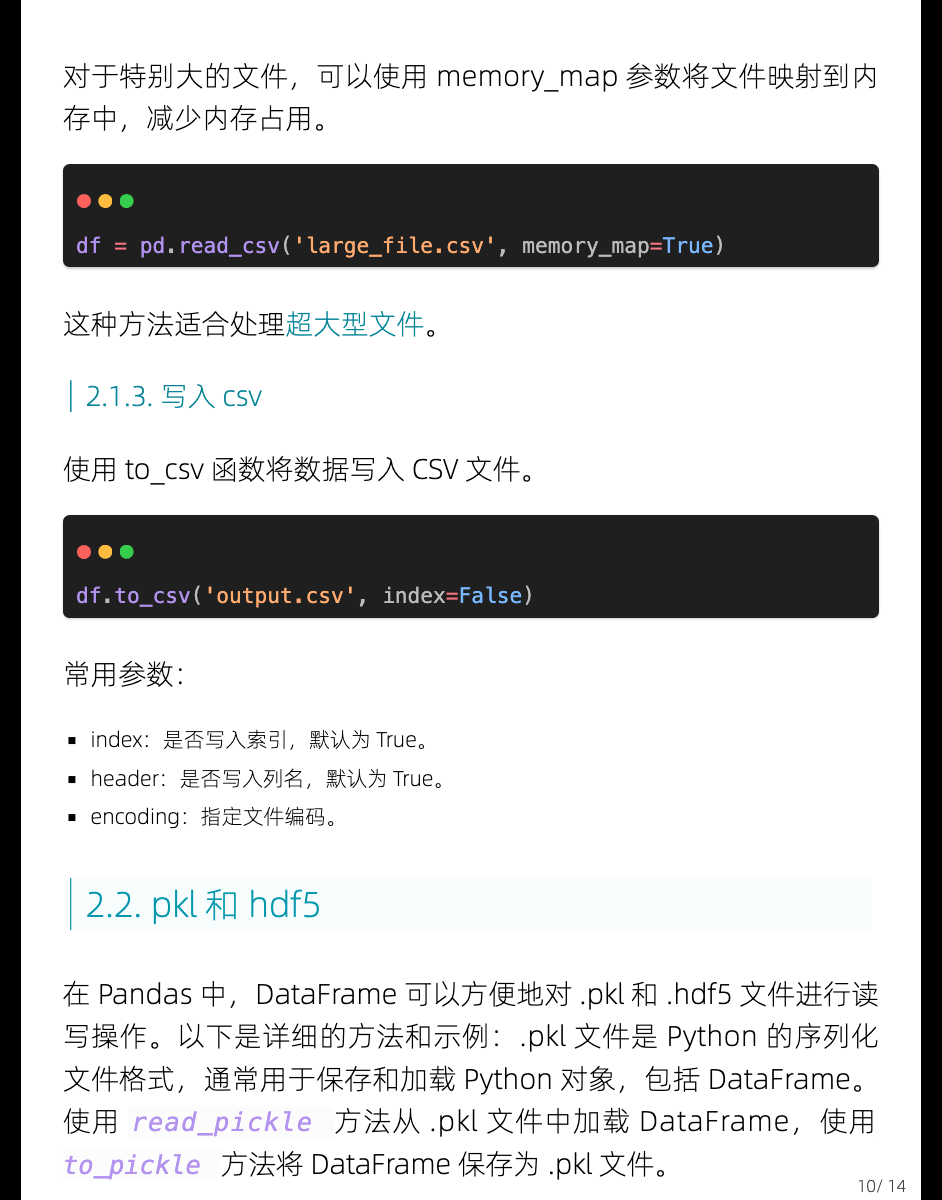 对于特别大的文件，可以使用 memory_map 参数将文件映射到内
存中，减少内存占用。
df = pd.read_csv('large_file.csv', memory_map=True)
这种方法适合处理超大型文件。
2.1.3. 写入 csv
使用 to_csv 函数将数据写入 CSV 文件。
df.to_csv('output.csv', index=False)
常用参数：
▪ index：是否写入索引，默认为 True。
▪ header：是否写入列名，默认为 True。
▪ encoding：指定文件编码。
2.2. pkl 和 hdf5
在 Pandas 中，DataFrame 可以方便地对 .pkl 和 .hdf5 文件进行读
写操作。以下是详细的方法和示例：.pkl 文件是 Python 的序列化
文件格式，通常用于保存和加载 Python 对象，包括 DataFrame。
使用 read_pickle 方法从 .pkl 文件中加载 DataFrame，使用
to_pickle 方法将 DataFrame 保存为 .pkl 文件。
10/ 14